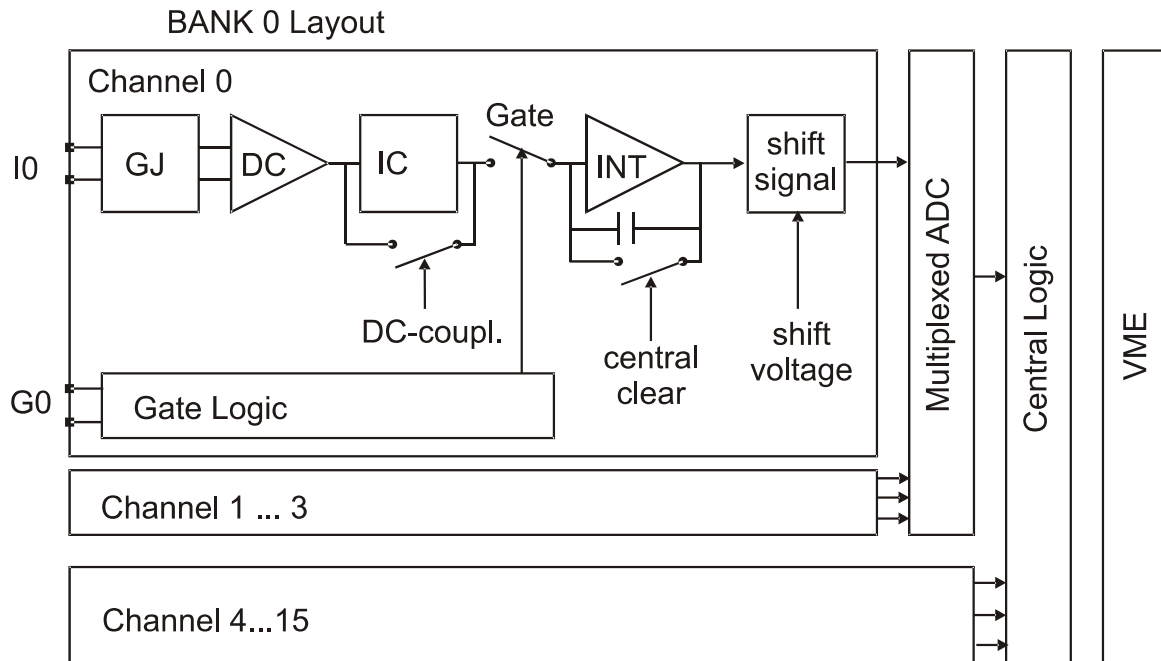 BANK 0 Layout
Channel 0
I0
GJ
DC
IC
Gate
INT
shift
signal
DC-coupl.
central
clear
shift
voltage
G0
Gate Logic
Channel 1 ... 3
Channel 4...15
Multiplexed ADC
Central Logic
VME